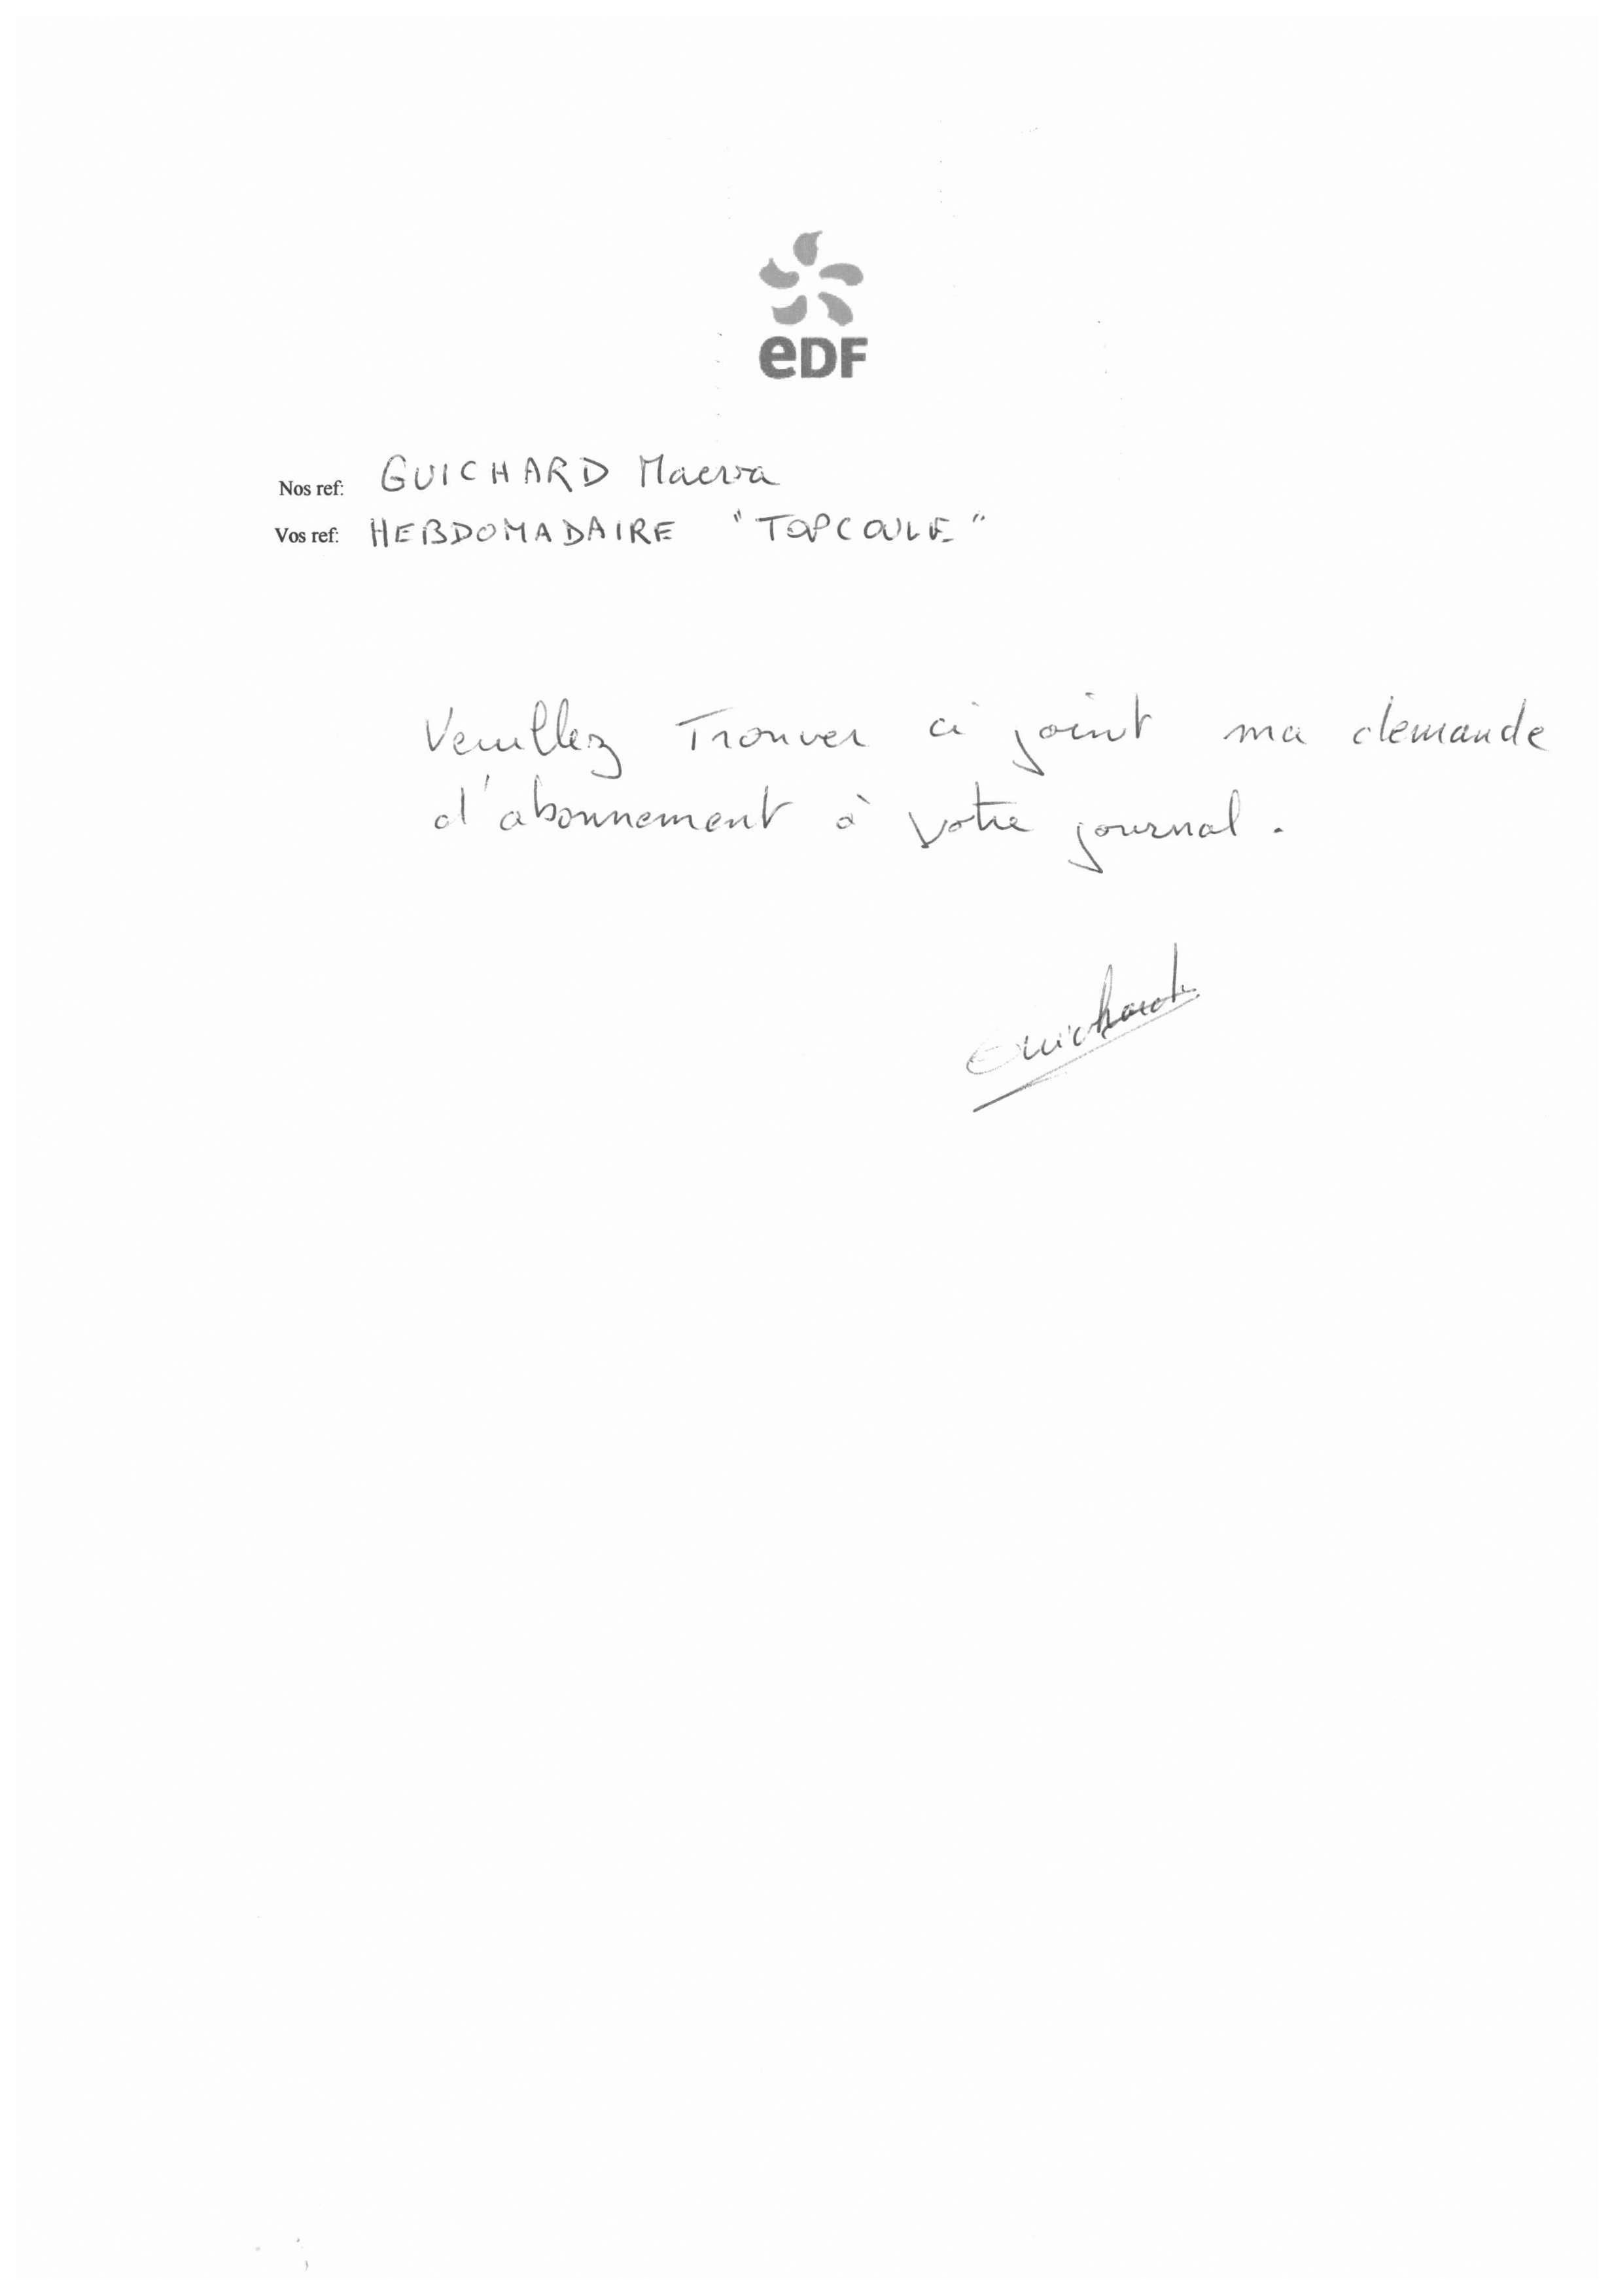 eDF
Nos ref: GUICHARD Maeva
Vos ref: HEBDOMADAIRE "TOPCOULE"
Veuillez Trouver ci joint ma demande
d'abonnement à votre journal.
Guichard